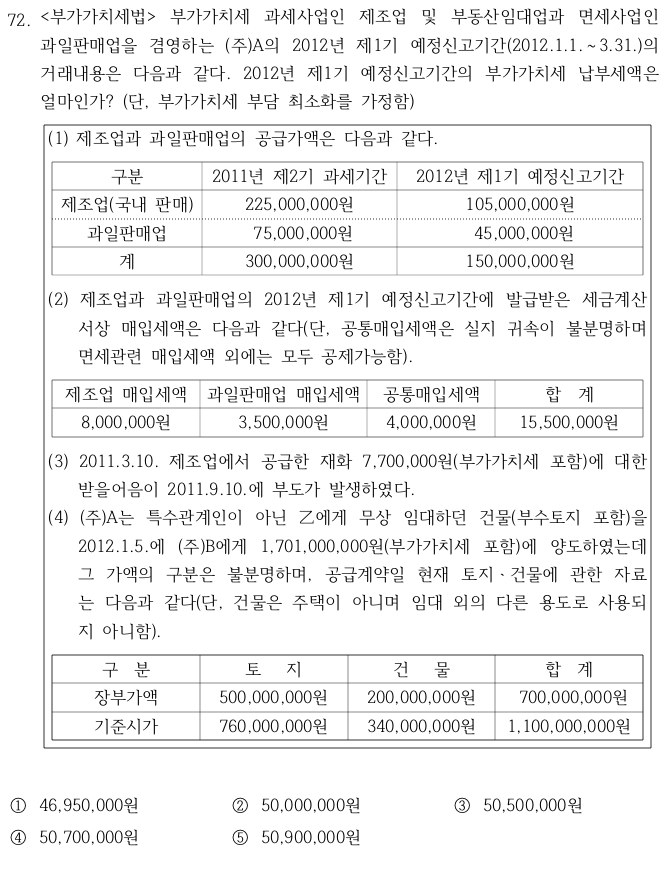 72. <부가가치세법> 부가가치세 과세사업인 제조업 및 부동산임대업과 면세사업인
과일판매업을 겸영하는 (주)A의 2012년 제1기 예정신고기간(2012.1.1.~3.31.)의
거래내용은 다음과 같다. 2012년 제1기 예정신고기간의 부가가치세 납부세액은
얼마인가? (단, 부가가치세 부담 최소화를 가정함)
(1) 제조업과 과일판매업의 공급가액은 다음과 같다.
구분 2011년 제2기 과세기간 2012년 제1기 예정신고기간
제조업(국내 판매) 225,000,000원 105,000,000원
과일판매업 75,000,000원 45,000,000원
계 300,000,000원 150,000,000원
(2) 제조업과 과일판매업의 2012년 제1기 예정신고기간에 발급받은 세금계산
서상 매입세액은 다음과 같다(단, 공통매입세액은 실지 귀속이 불분명하며
면세관련 매입세액 외에는 모두 공제가능함).
제조업 매입세액 과일판매업 매입세액 공통매입세액 합 계
8,000,000원 3,500,000원 4,000,000원 15,500,000원
(3) 2011.3.10. 제조업에서 공급한 재화 7,700,000원(부가가치세 포함)에 대한
받을어음이 2011.9.10.에 부도가 발생하였다.
(4) (주)A는 특수관계인이 아닌 乙에게 무상 임대하던 건물(부수토지 포함)을
2012.1.5.에 (주)B에게 1,701,000,000원(부가가치세 포함)에 양도하였는데
그 가액의 구분은 불분명하며, 공급계약일 현재 토지ㆍ건물에 관한 자료
는 다음과 같다(단, 건물은 주택이 아니며 임대 외의 다른 용도로 사용되
지 아니함).
구 분 토 지 건 물 합 계
장부가액 500,000,000원 200,000,000원 700,000,000원
기준시가 760,000,000원 340,000,000원 1,100,000,000원
① 46,950,000원 ② 50,000,000원 ③ 50,500,000원
④ 50,700,000원 ⑤ 50,900,000원